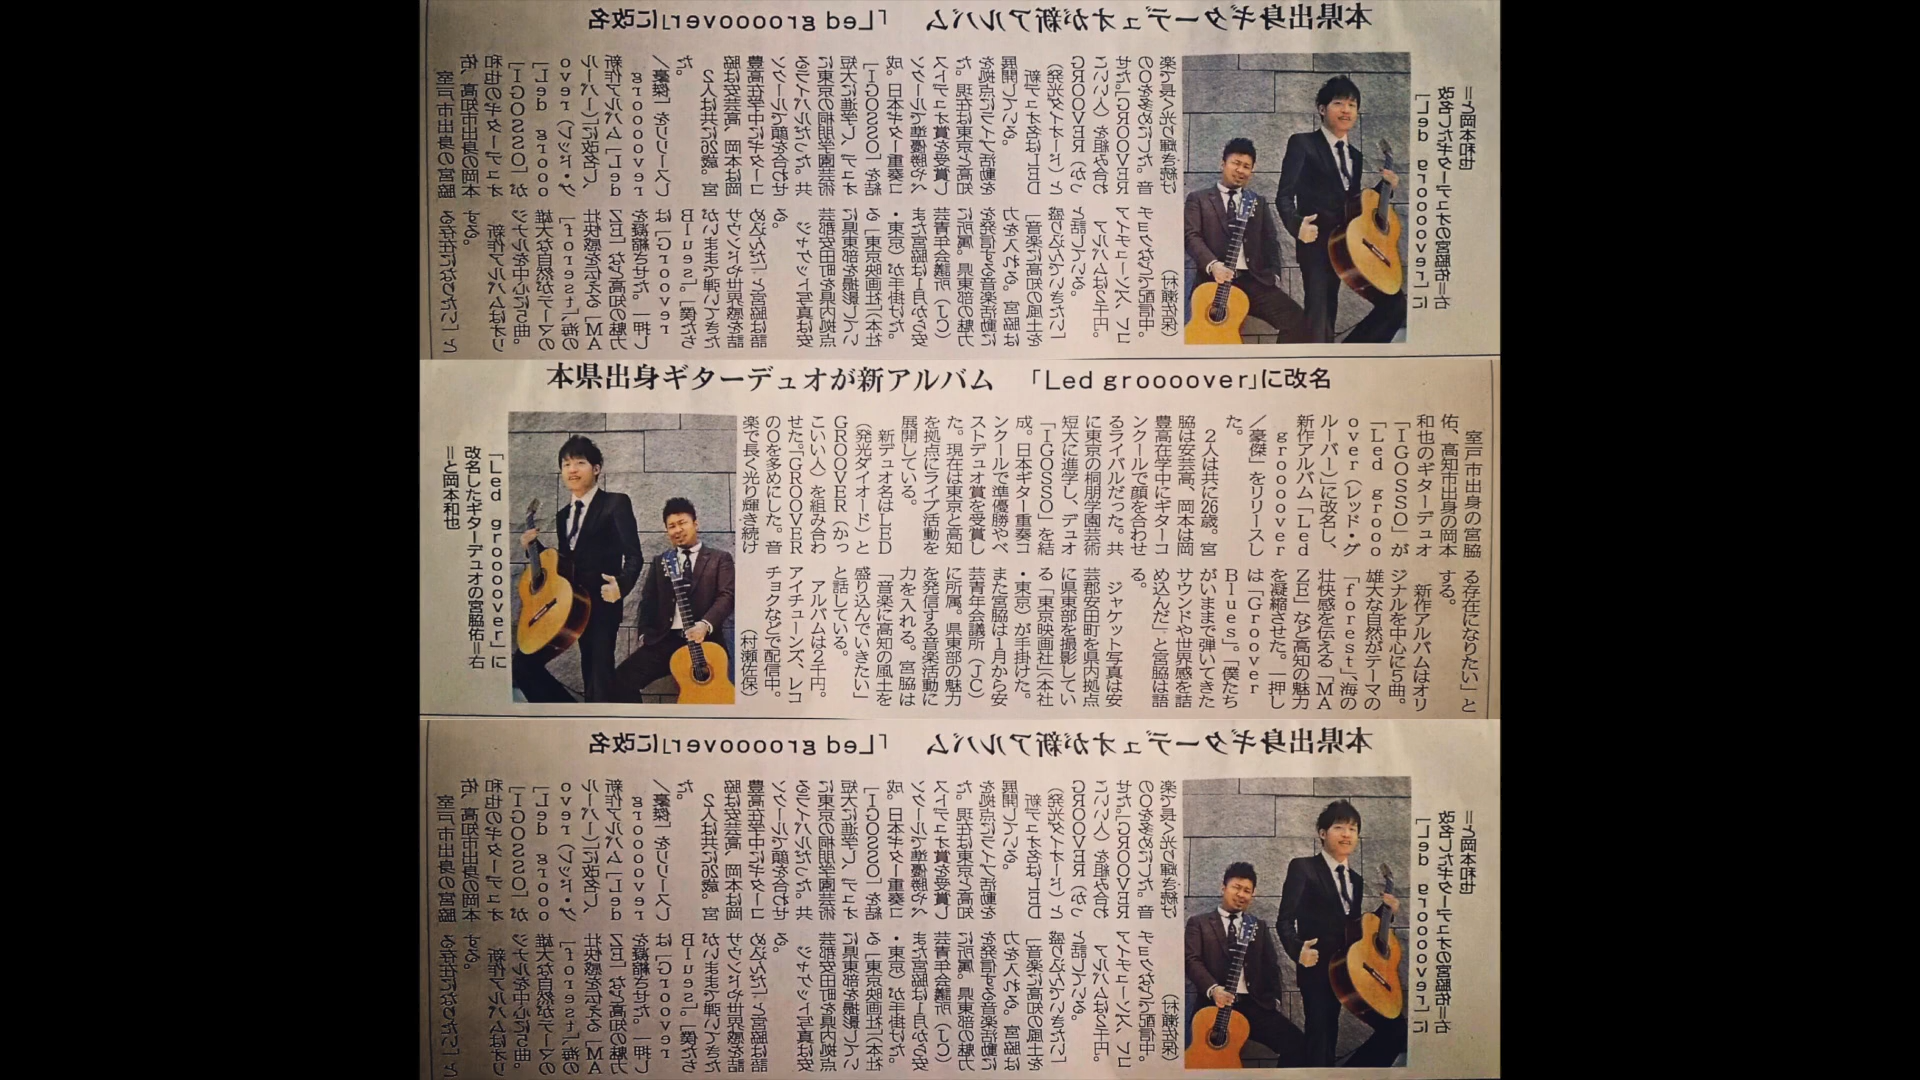 本県出身ギターデュオが新アルバム 「Led groooover」に改名
室戸市出身の宮脇
佑、高知市出身の岡本
和也のギターデュオ
「IGOSSO」が
「Led grooo
over（レッド・グ
ルーバー）」に改名し、
新作アルバム「Led
groooover
／豪傑」をリリースし
た。
２人は共に26歳。宮
脇は安芸高、岡本は岡
豊高在学中にギターコ
ンクールで顔を合わせ
るライバルだった。共
に東京の桐朋学園芸術
短大に進学し、デュオ
「IGOSSO」を結
成。日本ギター重奏コ
ンクールで準優勝やベ
ストデュオ賞を受賞し
た。現在は東京と高知
を拠点にライブ活動を
展開している。
新デュオ名はLED
（発光ダイオード）と
GROOVER（かっ
こいい人）を組み合わ
せた。「GROOVER
のOを多めにした。音
楽で長く光り輝き続け
る存在になりたい」と
する。
新作アルバムはオリ
ジナルを中心に5曲。
雄大な自然がテーマの
「forest」、海の
壮快感を伝える「MA
ZE」など高知の魅力
を凝縮させた。一押し
は「Groover
Blues」。「僕たち
がいままで弾いてきた
サウンドや世界感を詰
め込んだ」と宮脇は語
る。
ジャケット写真は安
芸郡安田町を県内拠点
に県東部を撮影してい
る「東京映画社」（本社
・東京）が手掛けた。
また宮脇は1月から安
芸青年会議所（JC）
に所属。県東部の魅力
を発信する音楽活動に
力を入れる。宮脇は
「音楽に高知の風土を
盛り込んでいきたい」
と話している。
アルバムは2千円。
アイチューンズ、レコ
チョクなどで配信中。
（村瀬佐保）
「Led groooover」に
改名したギターデュオの宮脇佑＝右
＝と岡本和也